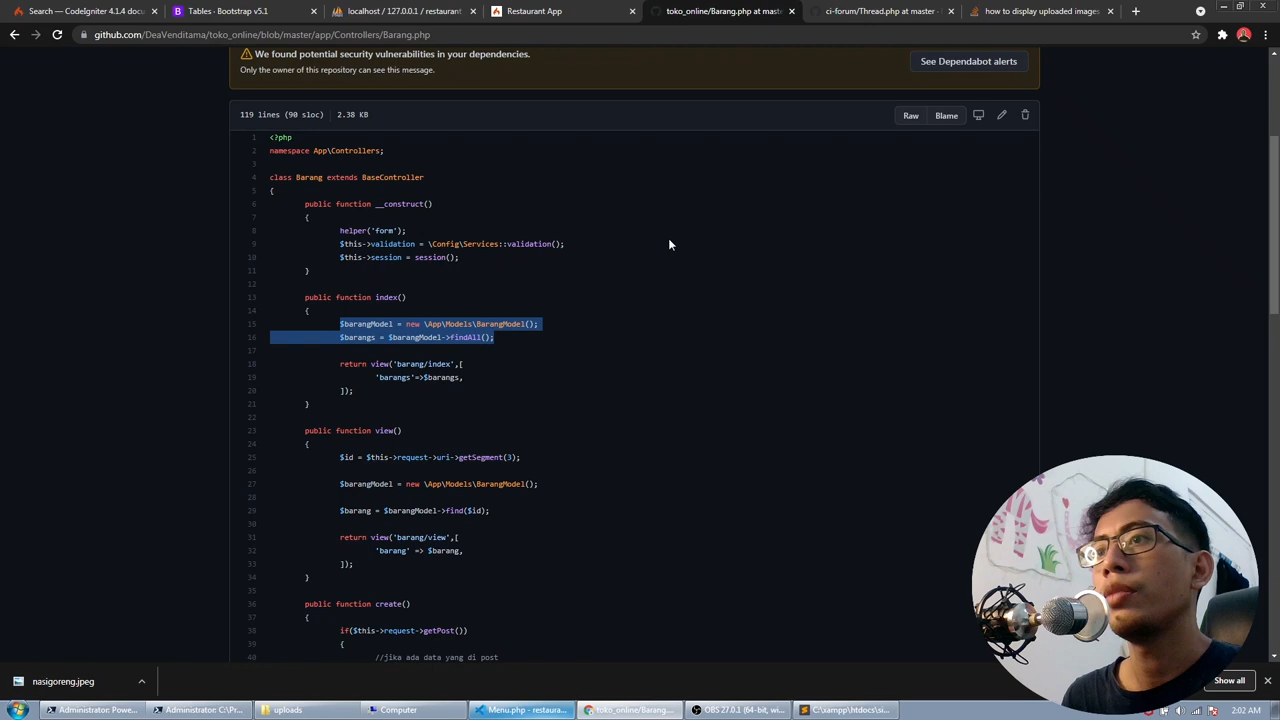 Search — CodeIgniter 4.1.4 docum
Tables · Bootstrap v5.1
localhost / 127.0.0.1 / restaurant
Restaurant App
toko_online/Barang.php at maste
ci-forum/Thread.php at master ·
how to display uploaded images
github.com/DeaVenditama/toko_online/blob/master/app/Controllers/Barang.php
We found potential security vulnerabilities in your dependencies.
Only the owner of this repository can see this message.
See Dependabot alerts
119 lines (90 sloc) 2.38 KB
Raw Blame
1 <?php
2 namespace App\Controllers;
3
4 class Barang extends BaseController
5 {
6 public function __construct()
7 {
8 helper('form');
9 $this->validation = \Config\Services::validation();
10 $this->session = session();
11 }
12
13 public function index()
14 {
15 $barangModel = new \App\Models\BarangModel();
16 $barangs = $barangModel->findAll();
17
18 return view('barang/index',[
19 'barangs'=>$barangs,
20 ]);
21 }
22
23 public function view()
24 {
25 $id = $this->request->uri->getSegment(3);
26
27 $barangModel = new \App\Models\BarangModel();
28
29 $barang = $barangModel->find($id);
30
31 return view('barang/view',[
32 'barang' => $barang,
33 ]);
34 }
35
36 public function create()
37 {
38 if($this->request->getPost())
39 {
40 //jika ada data yang di post
nasigoreng.jpeg
Show all
Administrator: Powe...
Administrator: C:\Pr...
uploads
Computer
Menu.php - restaura...
toko_online/Barang...
OBS 27.0.1 (64-bit, wi...
C:\xampp\htdocs\si...
2:02 AM